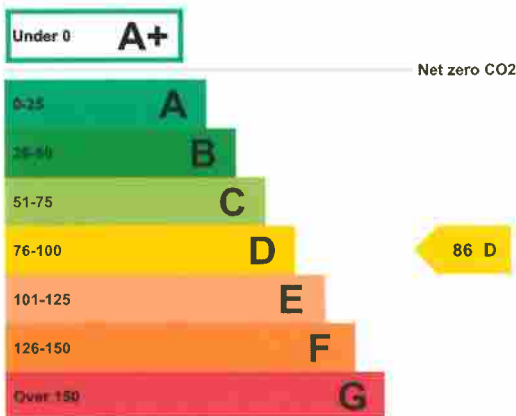 Under 0 A+
Net zero CO2
0-25 A
26-50 B
51-75 C
76-100 D
86 D
101-125 E
126-150 F
Over 150 G